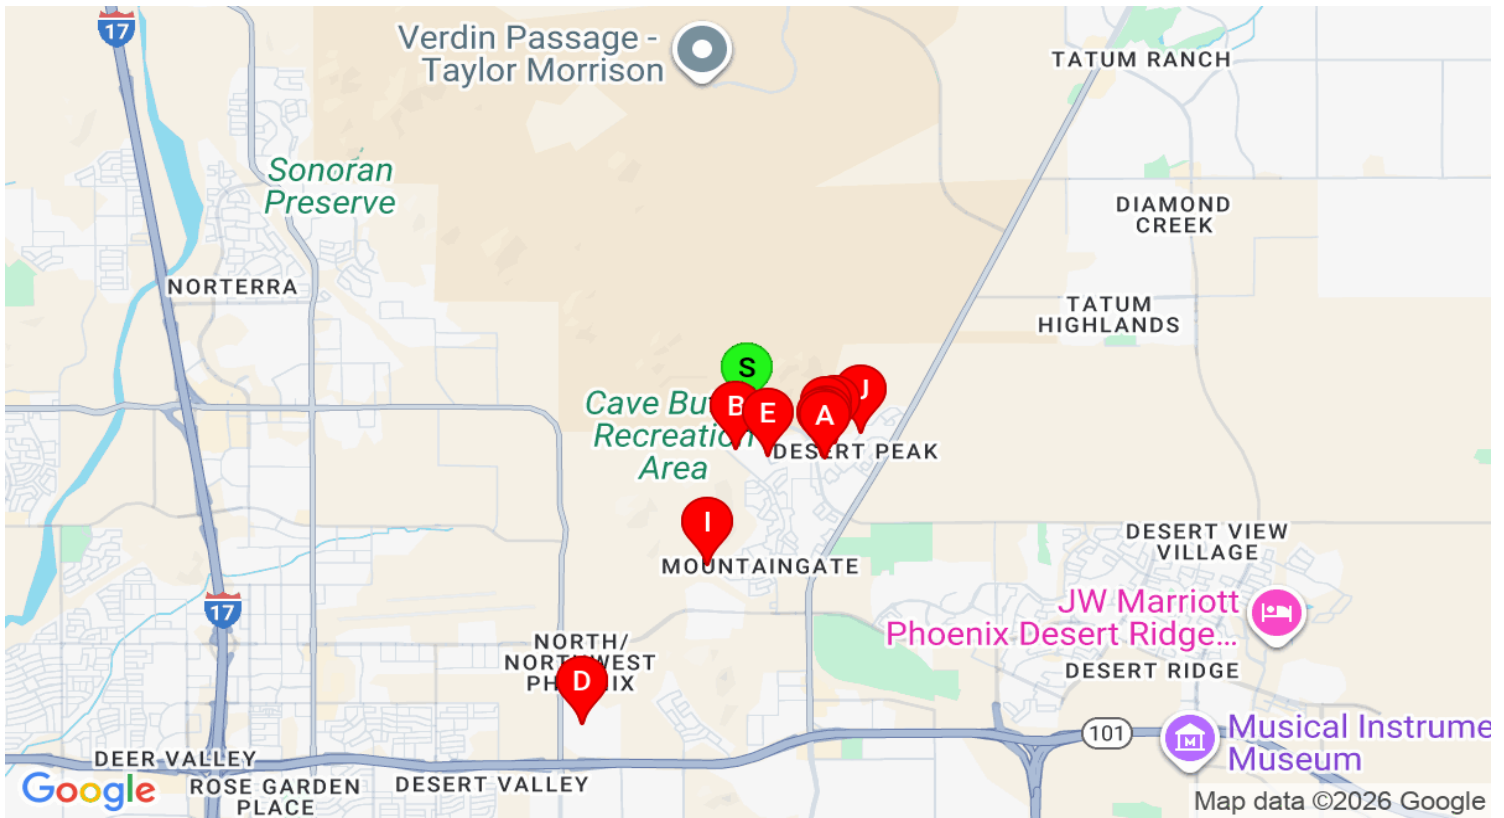 17
Verdin Passage -
Taylor Morrison
TATUM RANCH
Sonoran
Preserve
DIAMOND
CREEK
NORTERRA
TATUM
HIGHLANDS
S
B
E
A
J
Recreation
Area
DESERT PEAK
I
MOUNTAINGATE
DESERT VIEW
VILLAGE
17
JW Marriott
Phoenix Desert Ridge...
DESERT RIDGE
NORTH/
D
101
Musical Instrume
Museum
DEER VALLEY
ROSE GARDEN
PLACE
DESERT VALLEY
Google
Map data ©2026 Google